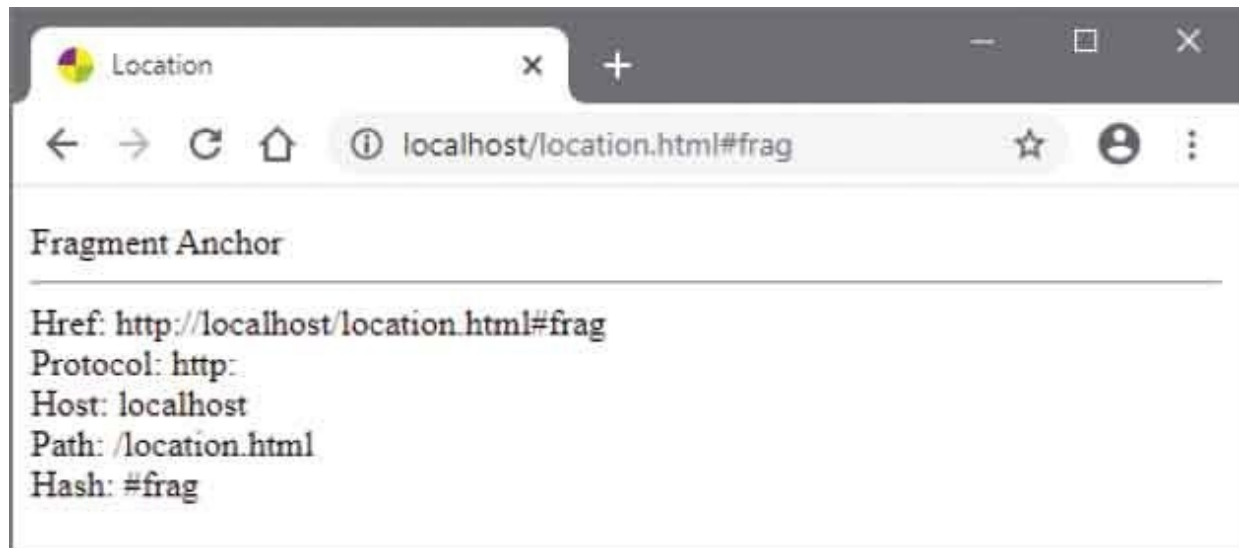 Location
localhost/location.html#frag
Fragment Anchor
Href: http://localhost/location.html#frag
Protocol: http:
Host: localhost
Path: /location.html
Hash: #frag